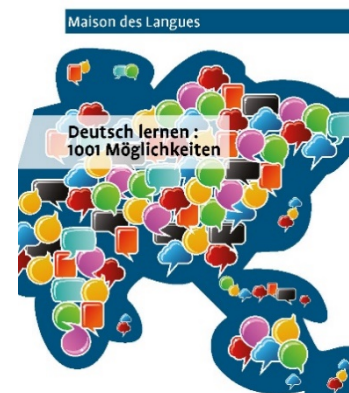 Maison des Langues
Deutsch lernen :
1001 Möglichkeiten